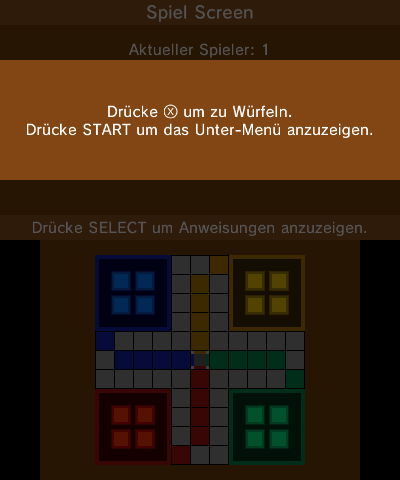 Spiel Screen
Aktueller Spieler: 1
Drücke Ⓧ um zu Würfeln.
Drücke START um das Unter-Menü anzuzeigen.
Drücke SELECT um Anweisungen anzuzeigen.